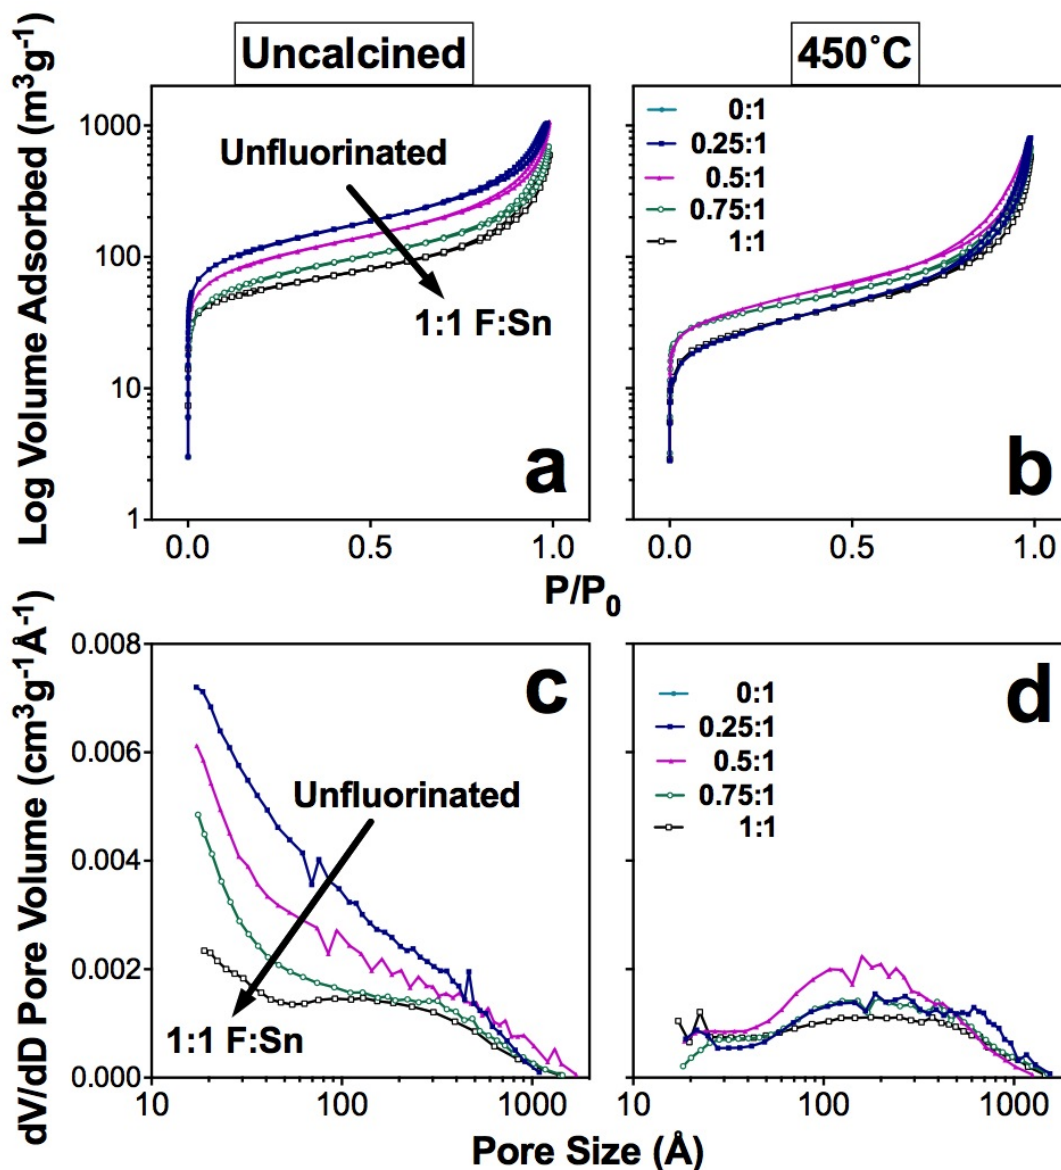 Uncalcined
450˚C
Log Volume Adsorbed (m³g⁻¹)
1000
100
10
1
Unfluorinated
1:1 F:Sn
a
0.0
0.5
1.0
0:1
0.25:1
0.5:1
0.75:1
1:1
b
0.0
0.5
1.0
P/P₀
dV/dD Pore Volume (cm³g⁻¹Å⁻¹)
0.008
0.006
0.004
0.002
0.000
c
Unfluorinated
1:1 F:Sn
10
100
1000
d
0:1
0.25:1
0.5:1
0.75:1
1:1
10
100
1000
Pore Size (Å)